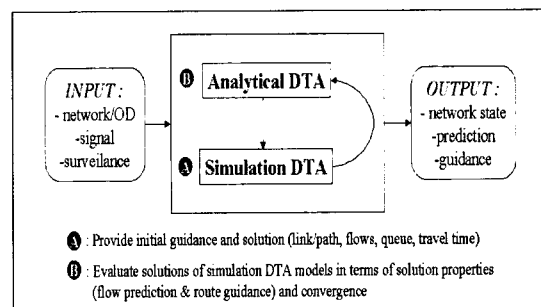 INPUT :
- network/OD
-signal
-surveilance
B Analytical DTA
A Simulation DTA
OUTPUT :
- network state
-prediction
-guidance
A : Provide initial guidance and solution (link/path, flows, queue, travel time)
B : Evaluate solutions of simulation DTA models in terms of solution properties
(flow prediction & route guidance) and convergence